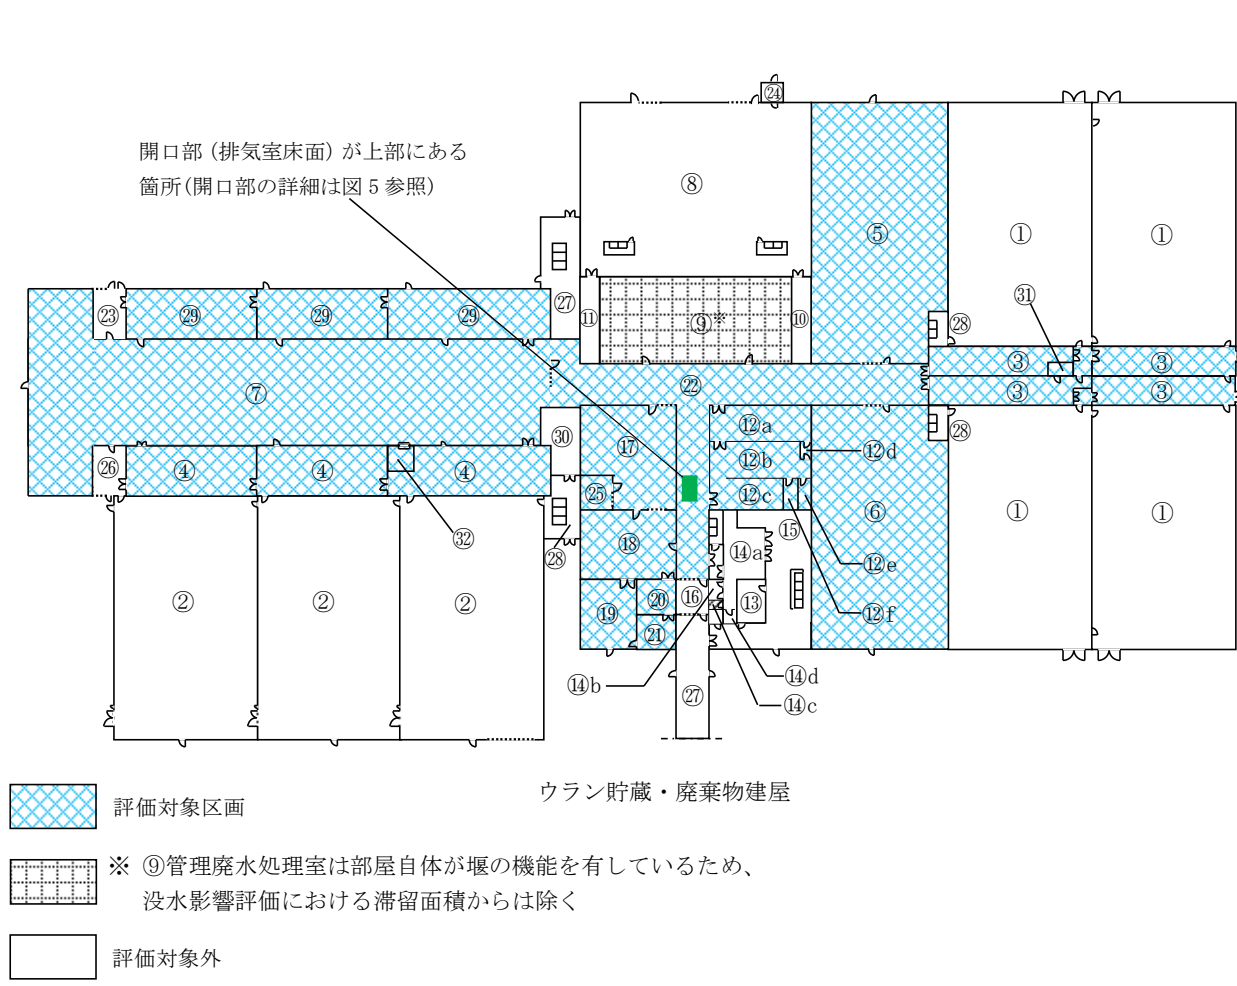 ㉔
開口部（排気室床面）が上部にある
箇所(開口部の詳細は図５参照)
⑧
⑤
①
①
㉛
㉓
㉙
㉙
㉙
㉗
⑪
⑨※
⑩
㉘
③
③
⑦
㉒
③
③
㉚
⑰
⑫a
㉘
⑫b
⑫d
㉖
④
④
④
㉕
⑫c
⑥
①
①
㉜
㉘
⑱
⑭a
⑮
⑫e
②
②
②
⑲
⑳
⑯
⑬
⑫f
㉑
⑭b
㉗
⑭d
⑭c
ウラン貯蔵・廃棄物建屋
評価対象区画
※ ⑨管理廃水処理室は部屋自体が堰の機能を有しているため、
没水影響評価における滞留面積からは除く
評価対象外